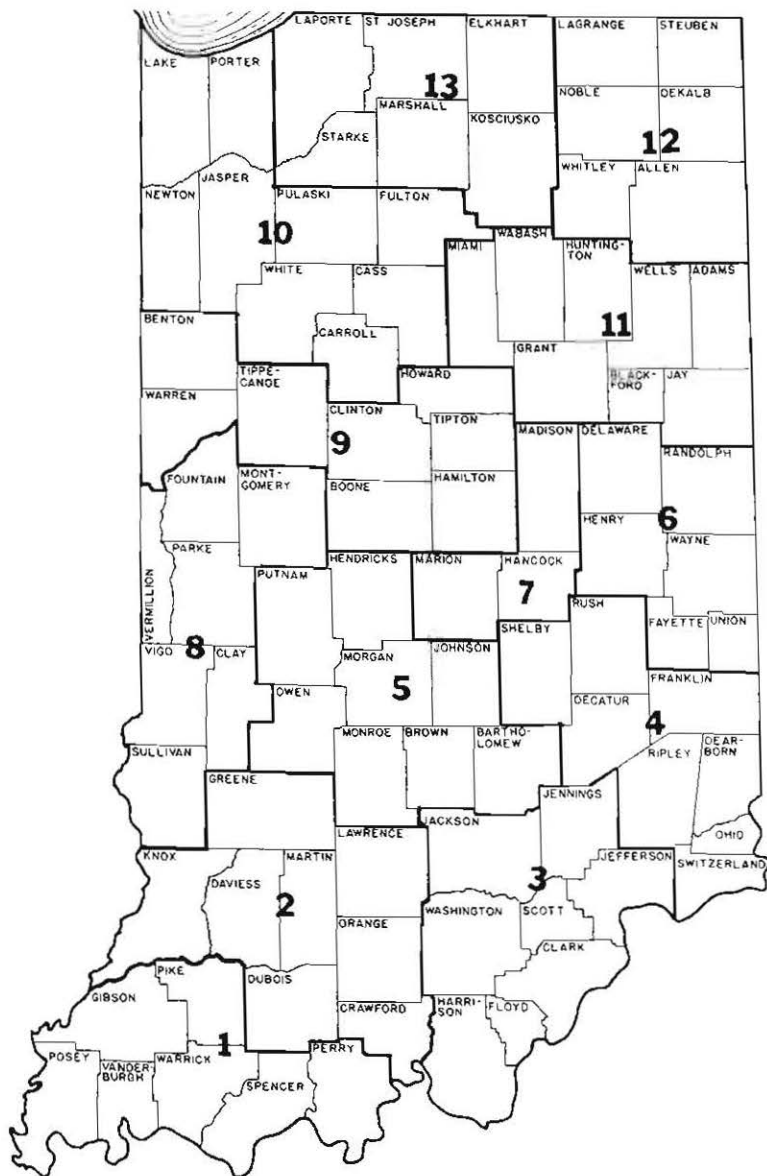 LAPORTE
ST JOSEPH
ELKHART
LAGRANGE
STEUBEN
LAKE
PORTER
13
NOBLE
DEKALB
MARSHALL
KOSCIUSKO
STARKE
12
WHITLEY
ALLEN
JASPER
NEWTON
PULASKI
FULTON
10
WABASH
MIAMI
HUNTING-
TON
WHITE
CASS
WELLS
ADAMS
BENTON
11
CARROLL
GRANT
TIPPE-
CANOE
HOWARD
BLACK-
FORD
JAY
WARREN
CLINTON
TIPTON
MADISON
DELAWARE
9
RANDOLPH
FOUNTAIN
MONT-
GOMERY
BOONE
HAMILTON
HENRY
6
WAYNE
PARKE
HENDRICKS
MARION
HANCOCK
PUTNAM
7
VERMILLION
RUSH
SHELBY
FAYETTE
UNION
8
VIGO
CLAY
MORGAN
JOHNSON
FRANKLIN
OWEN
5
DECATUR
4
SULLIVAN
MONROE
BROWN
BARTHO-
LOMEW
DEAR-
BORN
RIPLEY
GREENE
JENNINGS
JACKSON
LAWRENCE
OHIO
KNOX
MARTIN
JEFFERSON
SWITZERLAND
3
DAVIESS
2
WASHINGTON
SCOTT
ORANGE
CLARK
PIKE
DUBOIS
GIBSON
CRAWFORD
HARRI-
SON
FLOYD
1
POSEY
VANDER-
BURGH
WARRICK
PERRY
SPENCER